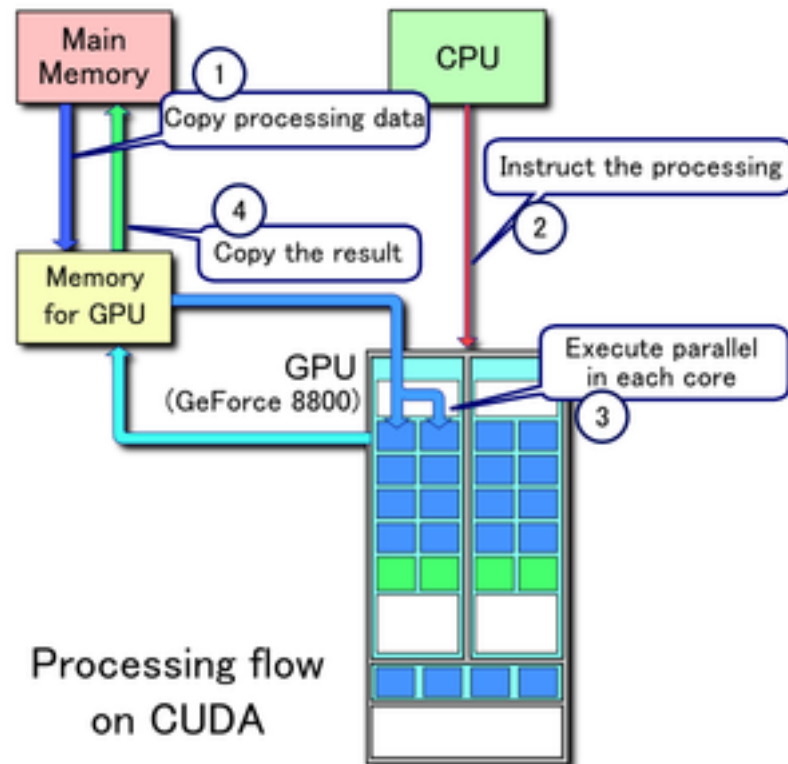 Main
Memory
CPU
1
Copy processing data
Instruct the processing
2
4
Copy the result
Memory
for GPU
GPU
(GeForce 8800)
Execute parallel
in each core
3
Processing flow
on CUDA